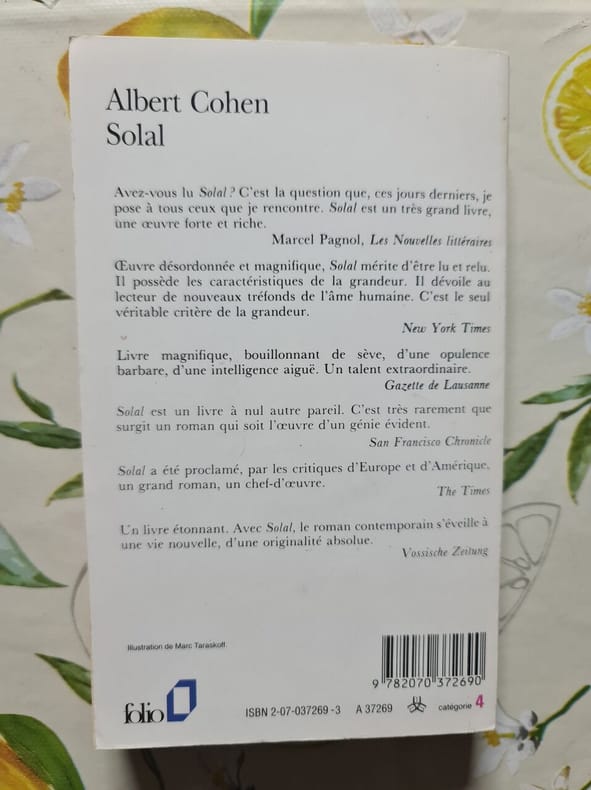 Albert Cohen
Solal
Avez-vous lu Solal ? C'est la question que, ces jours derniers, je
pose à tous ceux que je rencontre. Solal est un très grand livre,
une œuvre forte et riche.
Marcel Pagnol, Les Nouvelles littéraires
Œuvre désordonnée et magnifique, Solal mérite d'être lu et relu.
Il possède les caractéristiques de la grandeur. Il dévoile au
lecteur de nouveaux tréfonds de l'âme humaine. C'est le seul
véritable critère de la grandeur.
New York Times
Livre magnifique, bouillonnant de sève, d'une opulence
barbare, d'une intelligence aiguë. Un talent extraordinaire.
Gazette de Lausanne
Solal est un livre à nul autre pareil. C'est très rarement que
surgit un roman qui soit l'œuvre d'un génie évident.
San Francisco Chronicle
Solal a été proclamé, par les critiques d'Europe et d'Amérique,
un grand roman, un chef-d'œuvre.
The Times
Un livre étonnant. Avec Solal, le roman contemporain s'éveille à
une vie nouvelle, d'une originalité absolue.
Vossische Zeitung
Illustration de Marc Taraskoff.
9 782070 372690
folio
ISBN 2-07-037269-3 A 37269 catégorie 4